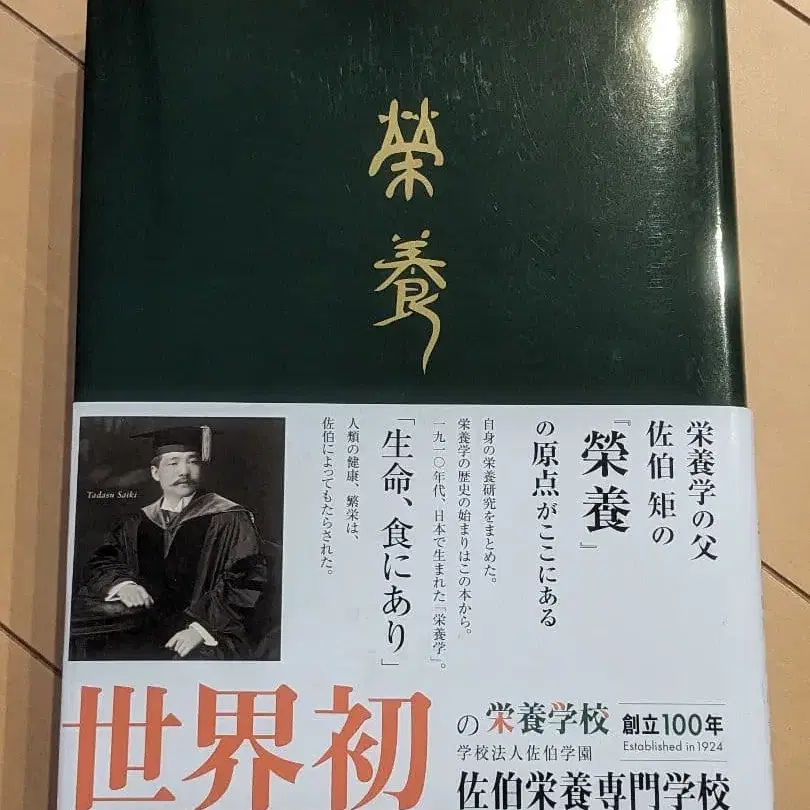 榮養
栄養学の父
佐伯 矩の
『榮養』
の原点がここにある
自身の栄養研究をまとめた。
栄養学の歴史の始まりはこの本から。
一九一〇年代、日本で生まれた「栄養学」。
「生命、食にあり」
人類の健康、繁栄は、
佐伯によってもたらされた。
Tadasu Saiki
世界初
の栄養学校
創立100年
Established in 1924
学校法人佐伯学園
佐伯栄養専門学校